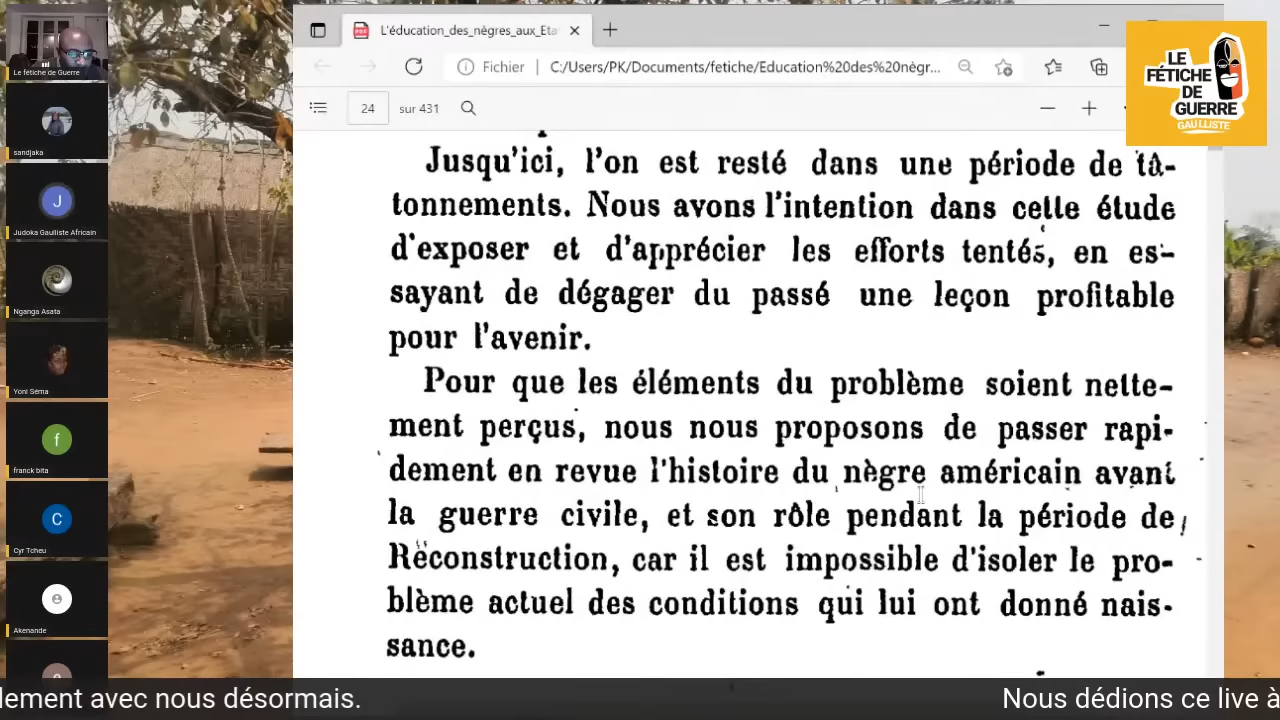 L'éducation_des_nègres_aux_Eta
Fichier
C:/Users/PK/Documents/fetiche/Education%20des%20nègr...
24 sur 431
LE
FÉTICHE
DE
GUERRE
GAULLISTE
Le fétiche de Guerre
sandjaka
J
Judoka Gaulliste Africain
Nganga Asata
Yoni Séma
f
franck bita
C
Cyr Tcheu
Akenande
Jusqu'ici, l'on est resté dans une période de tâ-
tonnements. Nous avons l'intention dans cette étude
d'exposer et d'apprécier les efforts tentés, en es-
sayant de dégager du passé une leçon profitable
pour l'avenir.
Pour que les éléments du problème soient nette-
ment perçus, nous nous proposons de passer rapi-
dement en revue l'histoire du nègre américain avant
la guerre civile, et son rôle pendant la période de
Reconstruction, car il est impossible d'isoler le pro-
blème actuel des conditions qui lui ont donné nais-
sance.
lement avec nous désormais.
Nous dédions ce live à